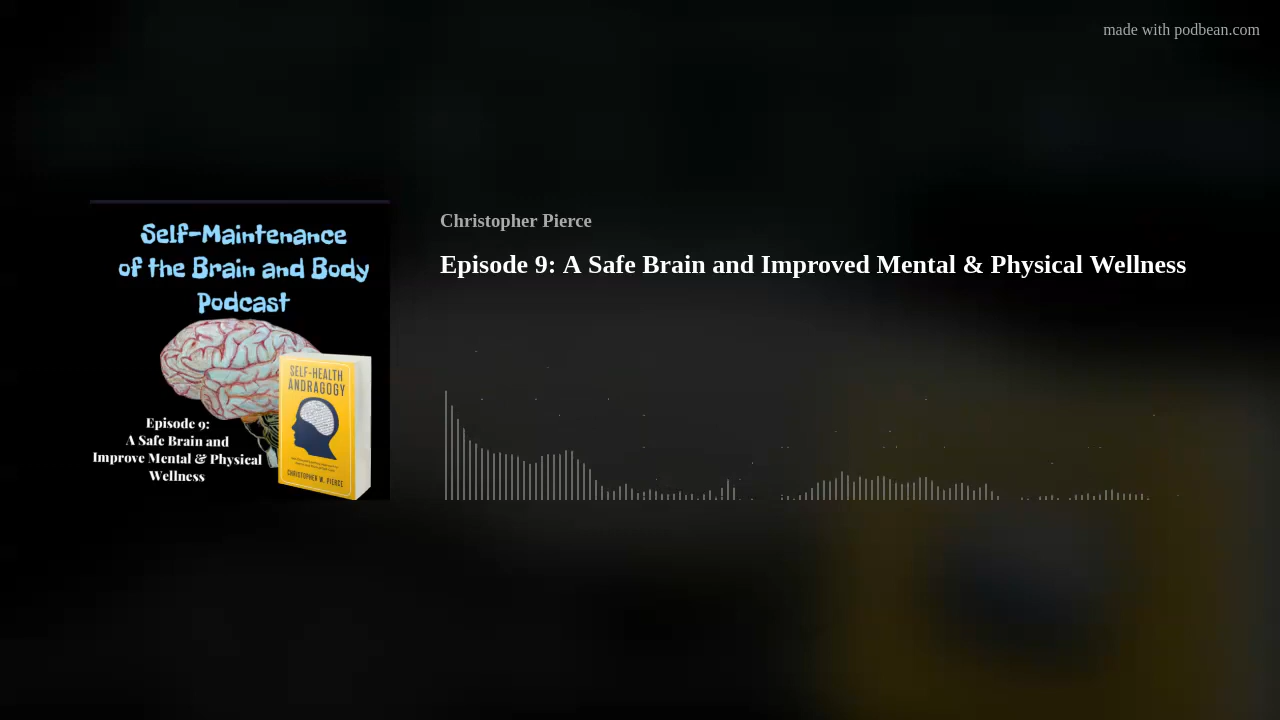 made with podbean.com
Self-Maintenance
of the Brain and Body
Podcast
SELF-HEALTH
ANDRAGOGY
CHRISTOPHER W. PIERCE
Episode 9:
A Safe Brain and
Improve Mental & Physical
Wellness
Christopher Pierce
Episode 9: A Safe Brain and Improved Mental & Physical Wellness